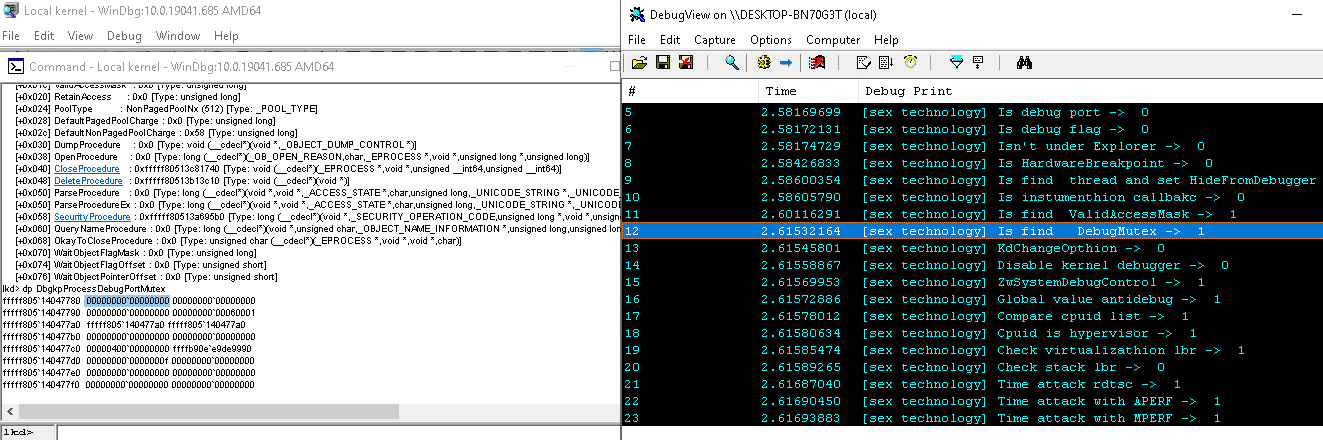 Local kernel - WinDbg:10.0.19041.685 AMD64
File Edit View Debug Window Help
Command - Local kernel - WinDbg:10.0.19041.685 AMD64
[+0x01c] ValidAccessMask : 0x0 [Type: unsigned long]
[+0x020] RetainAccess : 0x0 [Type: unsigned long]
[+0x024] PoolType : NonPagedPoolNx (512) [Type: _POOL_TYPE]
[+0x028] DefaultPagedPoolCharge : 0x0 [Type: unsigned long]
[+0x02c] DefaultNonPagedPoolCharge : 0x58 [Type: unsigned long]
[+0x030] DumpProcedure : 0x0 [Type: void (__cdecl*)(void *,_OBJECT_DUMP_CONTROL *)]
[+0x038] OpenProcedure : 0x0 [Type: long (__cdecl*)(_OB_OPEN_REASON,char,_EPROCESS *,void *,unsigned long *,unsigned long)]
[+0x040] CloseProcedure : 0xfffff80513c81740 [Type: void (__cdecl*)(_EPROCESS *,void *,unsigned __int64,unsigned __int64)]
[+0x048] DeleteProcedure : 0xfffff80513b13c10 [Type: void (__cdecl*)(void *)]
[+0x050] ParseProcedure : 0x0 [Type: long (__cdecl*)(void *,void *,_ACCESS_STATE *,char,unsigned long,_UNICODE_STRING *,_UNICODE
[+0x050] ParseProcedureEx : 0x0 [Type: long (__cdecl*)(void *,void *,_ACCESS_STATE *,char,unsigned long,_UNICODE_STRING *,_UNICO
[+0x058] SecurityProcedure : 0xfffff80513a695b0 [Type: long (__cdecl*)(void *,_SECURITY_OPERATION_CODE,unsigned long *,void *,unsigne
[+0x060] QueryNameProcedure : 0x0 [Type: long (__cdecl*)(void *,unsigned char,_OBJECT_NAME_INFORMATION *,unsigned long,unsigned lon
[+0x068] OkayToCloseProcedure : 0x0 [Type: unsigned char (__cdecl*)(_EPROCESS *,void *,void *,char)]
[+0x070] WaitObjectFlagMask : 0x0 [Type: unsigned long]
[+0x074] WaitObjectFlagOffset : 0x0 [Type: unsigned short]
[+0x076] WaitObjectPointerOffset : 0x0 [Type: unsigned short]
lkd> dp DbgkpProcessDebugPortMutex
fffff805`14047780 00000000`00000000 00000000`00000000
fffff805`14047790 00000000`00000000 00000000`00060001
fffff805`140477a0 fffff805`140477a0 fffff805`140477a0
fffff805`140477b0 00000000`00000000 00000000`00000000
fffff805`140477c0 00000400`00000000 ffffb90e`e9de9990
fffff805`140477d0 00000000`0000000f 00000000`00000000
fffff805`140477e0 00000000`00000000 00000000`00000000
fffff805`140477f0 00000000`00000000 00000000`00000000
lkd>
DebugView on \\DESKTOP-BN70G3T (local)
File Edit Capture Options Computer Help
# Time Debug Print
5 2.58169699 [sex technology] Is debug port -> 0
6 2.58172131 [sex technology] Is debug flag -> 0
7 2.58174729 [sex technology] Isn't under Explorer -> 0
8 2.58426833 [sex technology] Is HardwareBreakpoint -> 0
9 2.58600354 [sex technology] Is find thread and set HideFromDebugger
10 2.58605790 [sex technology] Is instumenthion callbakc -> 0
11 2.60116291 [sex technology] Is find ValidAccessMask -> 1
12 2.61532164 [sex technology] Is find DebugMutex -> 1
13 2.61545801 [sex technology] KdChangeOpthion -> 0
14 2.61558867 [sex technology] Disable kernel debugger -> 0
15 2.61569953 [sex technology] ZwSystemDebugControl -> 1
16 2.61572886 [sex technology] Global value antidebug -> 1
17 2.61578012 [sex technology] Compare cpuid list -> 1
18 2.61580634 [sex technology] Cpuid is hypervisor -> 1
19 2.61585474 [sex technology] Check virtualizathion lbr -> 1
20 2.61589265 [sex technology] Check stack lbr -> 0
21 2.61687040 [sex technology] Time attack rdtsc -> 1
22 2.61690450 [sex technology] Time attack with APERF -> 1
23 2.61693883 [sex technology] Time attack with MPERF -> 1